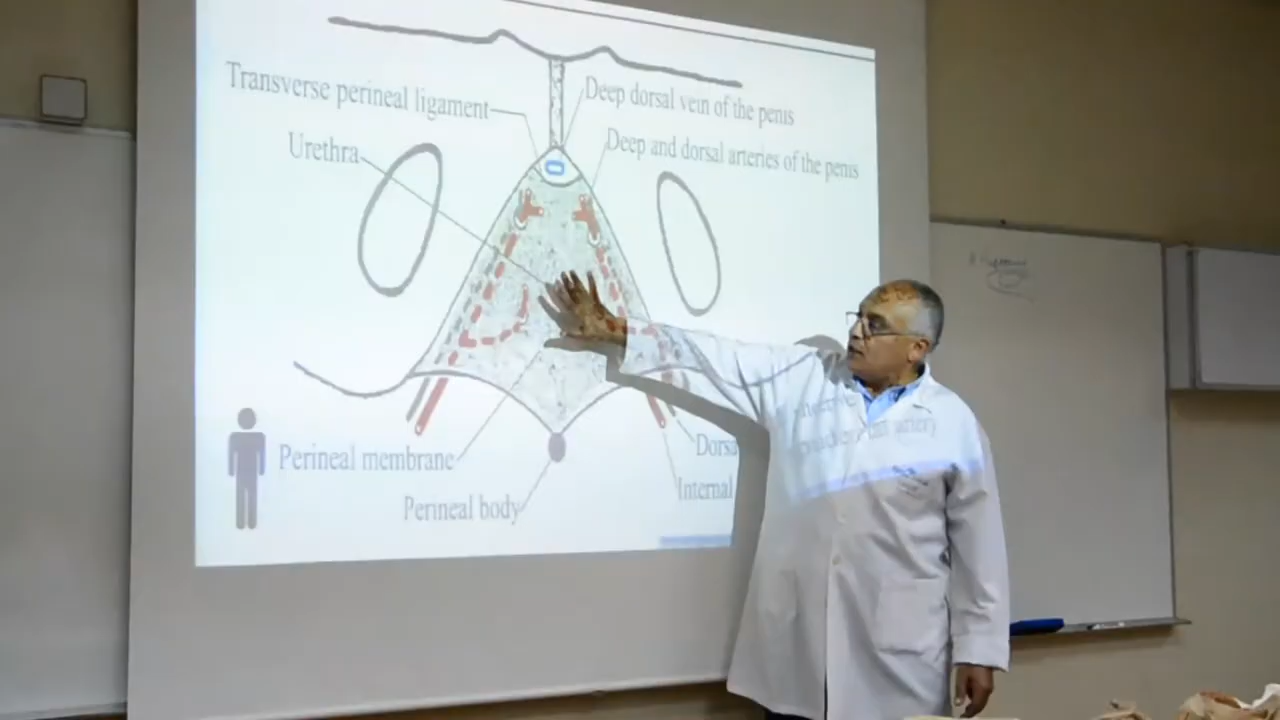 Transverse perineal ligament
Deep dorsal vein of the penis
Urethra
Deep and dorsal arteries of the penis
Perineal membrane
Dorsa
Perineal body
Internal
artery